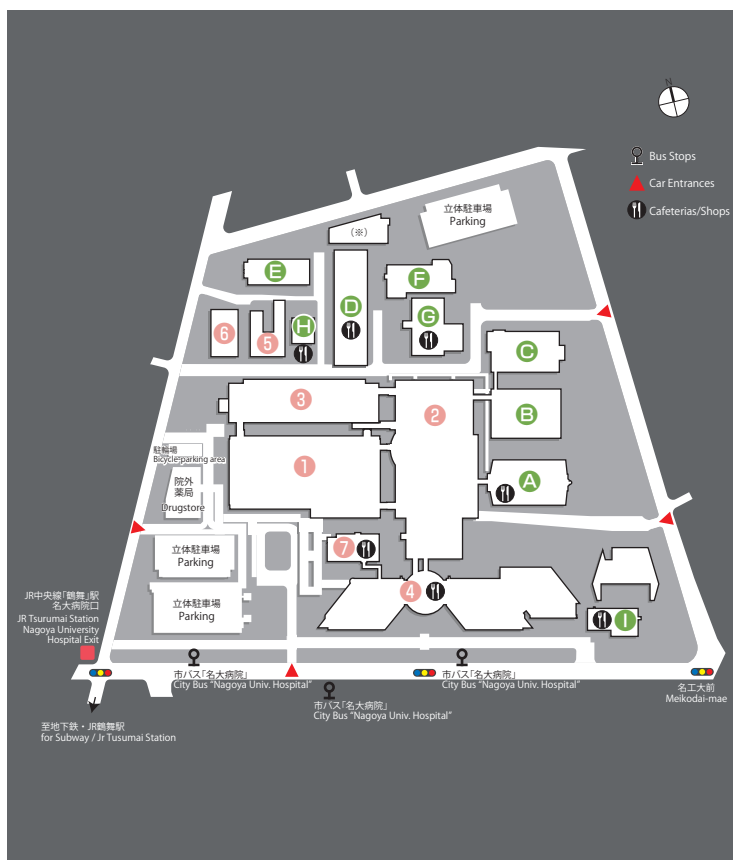 N
Bus Stops
Car Entrances
Cafeterias/Shops
立体駐車場
Parking
(※)
E
F
D
G
H
6
5
C
3
2
B
1
駐輪場
Bicycle-parking area
院外
薬局
Drugstore
A
立体駐車場
Parking
7
4
立体駐車場
Parking
I
JR中央線「鶴舞」駅
名大病院口
JR Tsurumai Station
Nagoya University
Hospital Exit
市バス「名大病院」
City Bus "Nagoya Univ. Hospital"
市バス「名大病院」
City Bus "Nagoya Univ. Hospital"
市バス「名大病院」
City Bus "Nagoya Univ. Hospital"
名工大前
Meikodai-mae
至地下鉄・JR鶴舞駅
for Subway / Jr Tusumai Station